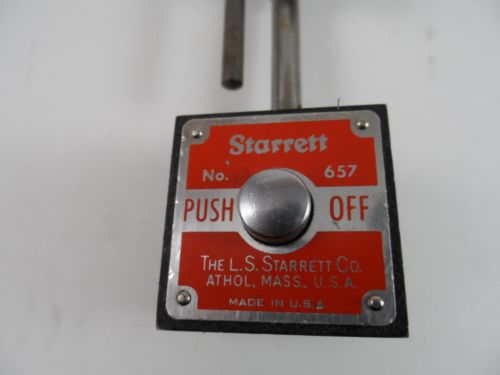 Starrett
No. 657
PUSH OFF
THE L.S. STARRETT CO.
ATHOL, MASS., U.S.A.
MADE IN U.S.A